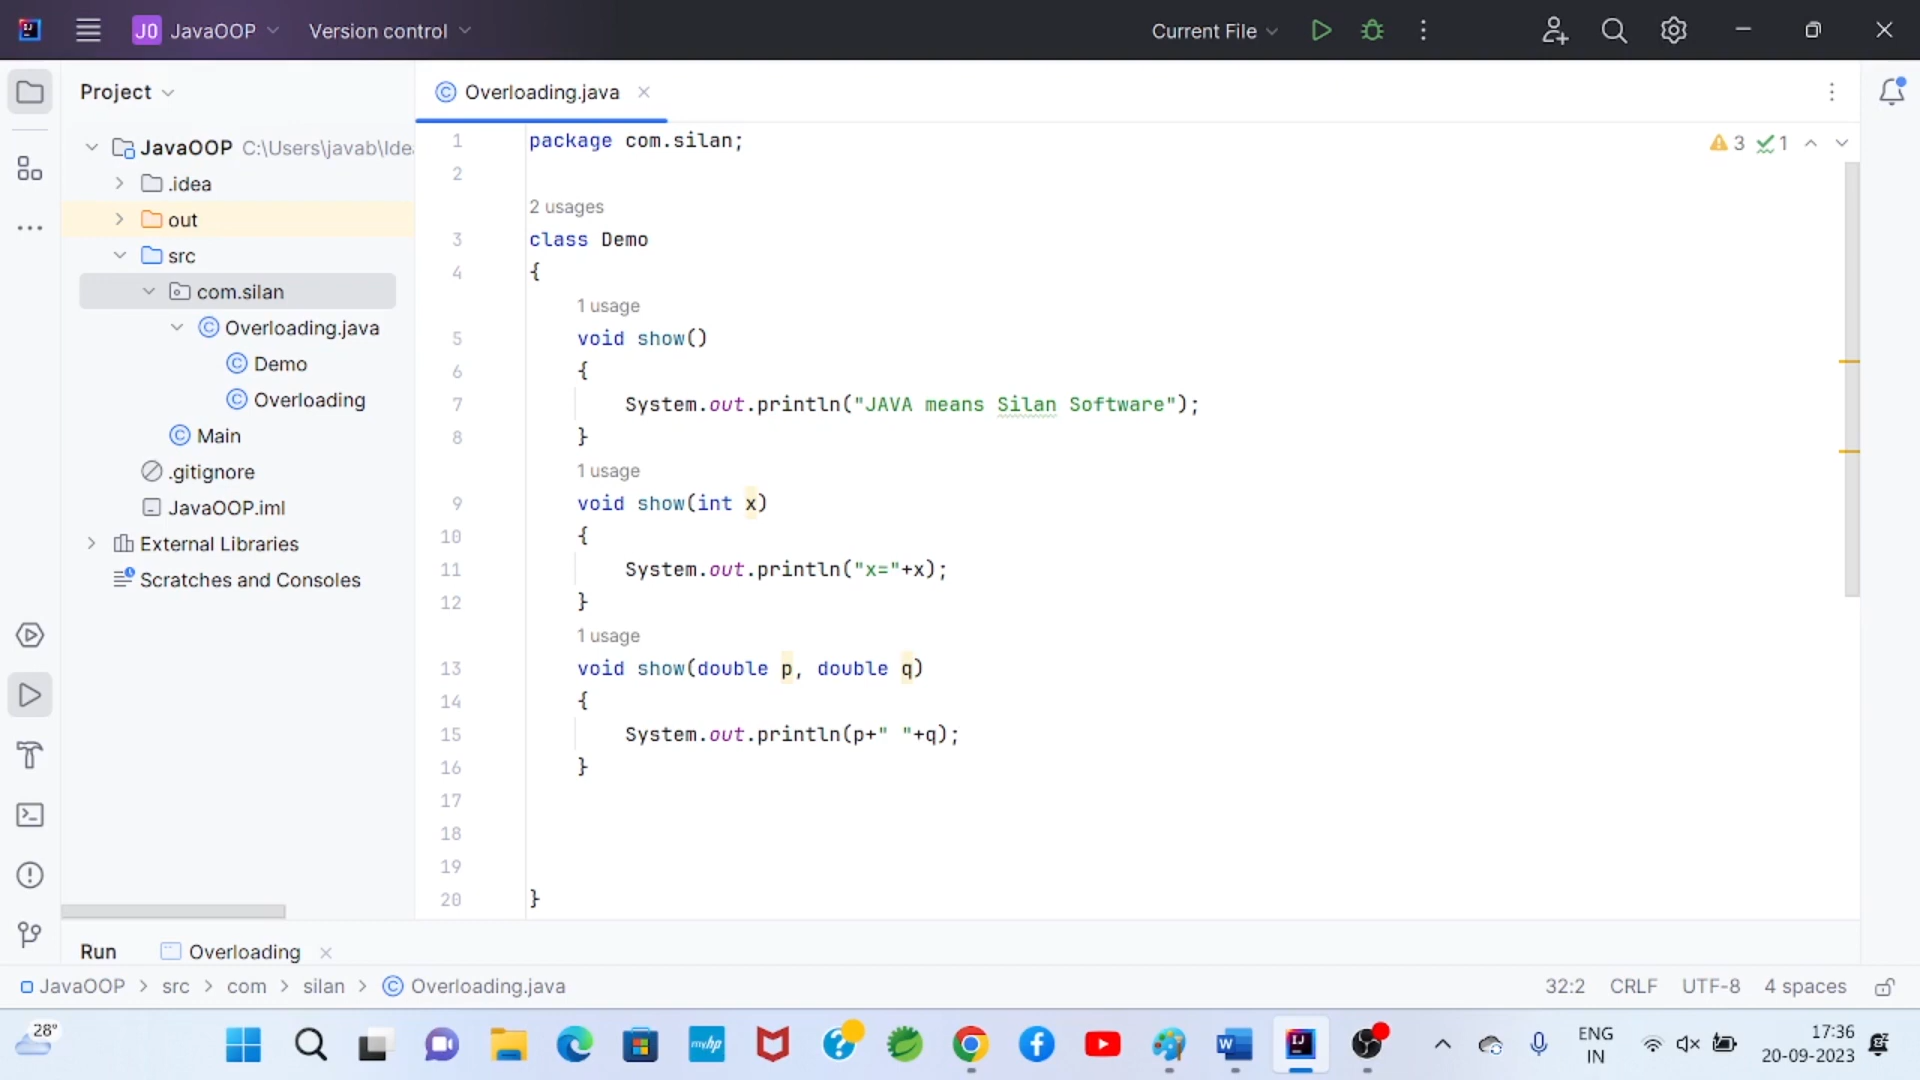 J0 JavaOOP Version control Current File
Project Overloading.java
JavaOOP C:\Users\javab\Ide
.idea
out
src
com.silan
Overloading.java
Demo
Overloading
Main
.gitignore
JavaOOP.iml
External Libraries
Scratches and Consoles
3 1
1 package com.silan;
2
2 usages
3 class Demo
4 {
1 usage
5 void show()
6 {
7 System.out.println("JAVA means Silan Software");
8 }
1 usage
9 void show(int x)
10 {
11 System.out.println("x="+x);
12 }
1 usage
13 void show(double p, double q)
14 {
15 System.out.println(p+" "+q);
16 }
17
18
19
20 }
Run Overloading
JavaOOP > src > com > silan > Overloading.java 32:2 CRLF UTF-8 4 spaces
28° myhp ENG 17:36
IN 20-09-2023